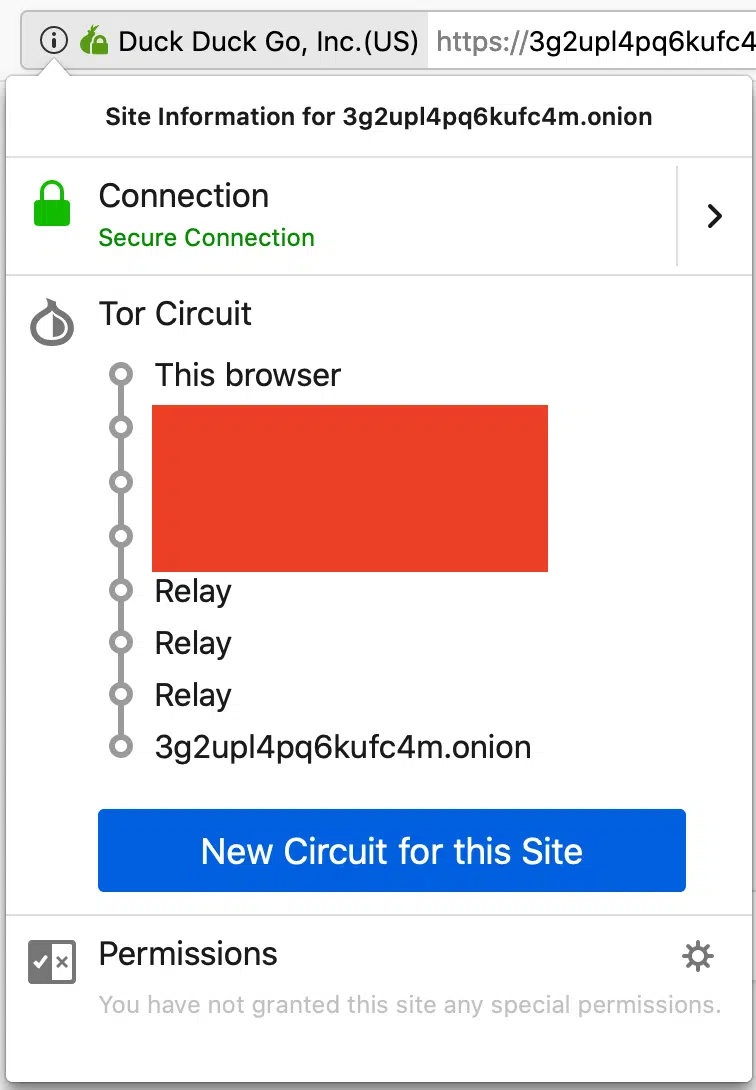 Duck Duck Go, Inc.(US) https://3g2upl4pq6kufc4
Site Information for 3g2upl4pq6kufc4m.onion
Connection
Secure Connection
Tor Circuit
This browser
Relay
Relay
Relay
3g2upl4pq6kufc4m.onion
New Circuit for this Site
Permissions
You have not granted this site any special permissions.